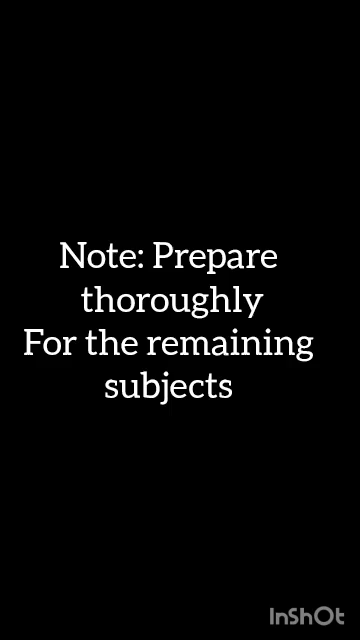 Note: Prepare
thoroughly
For the remaining
subjects
InShOt